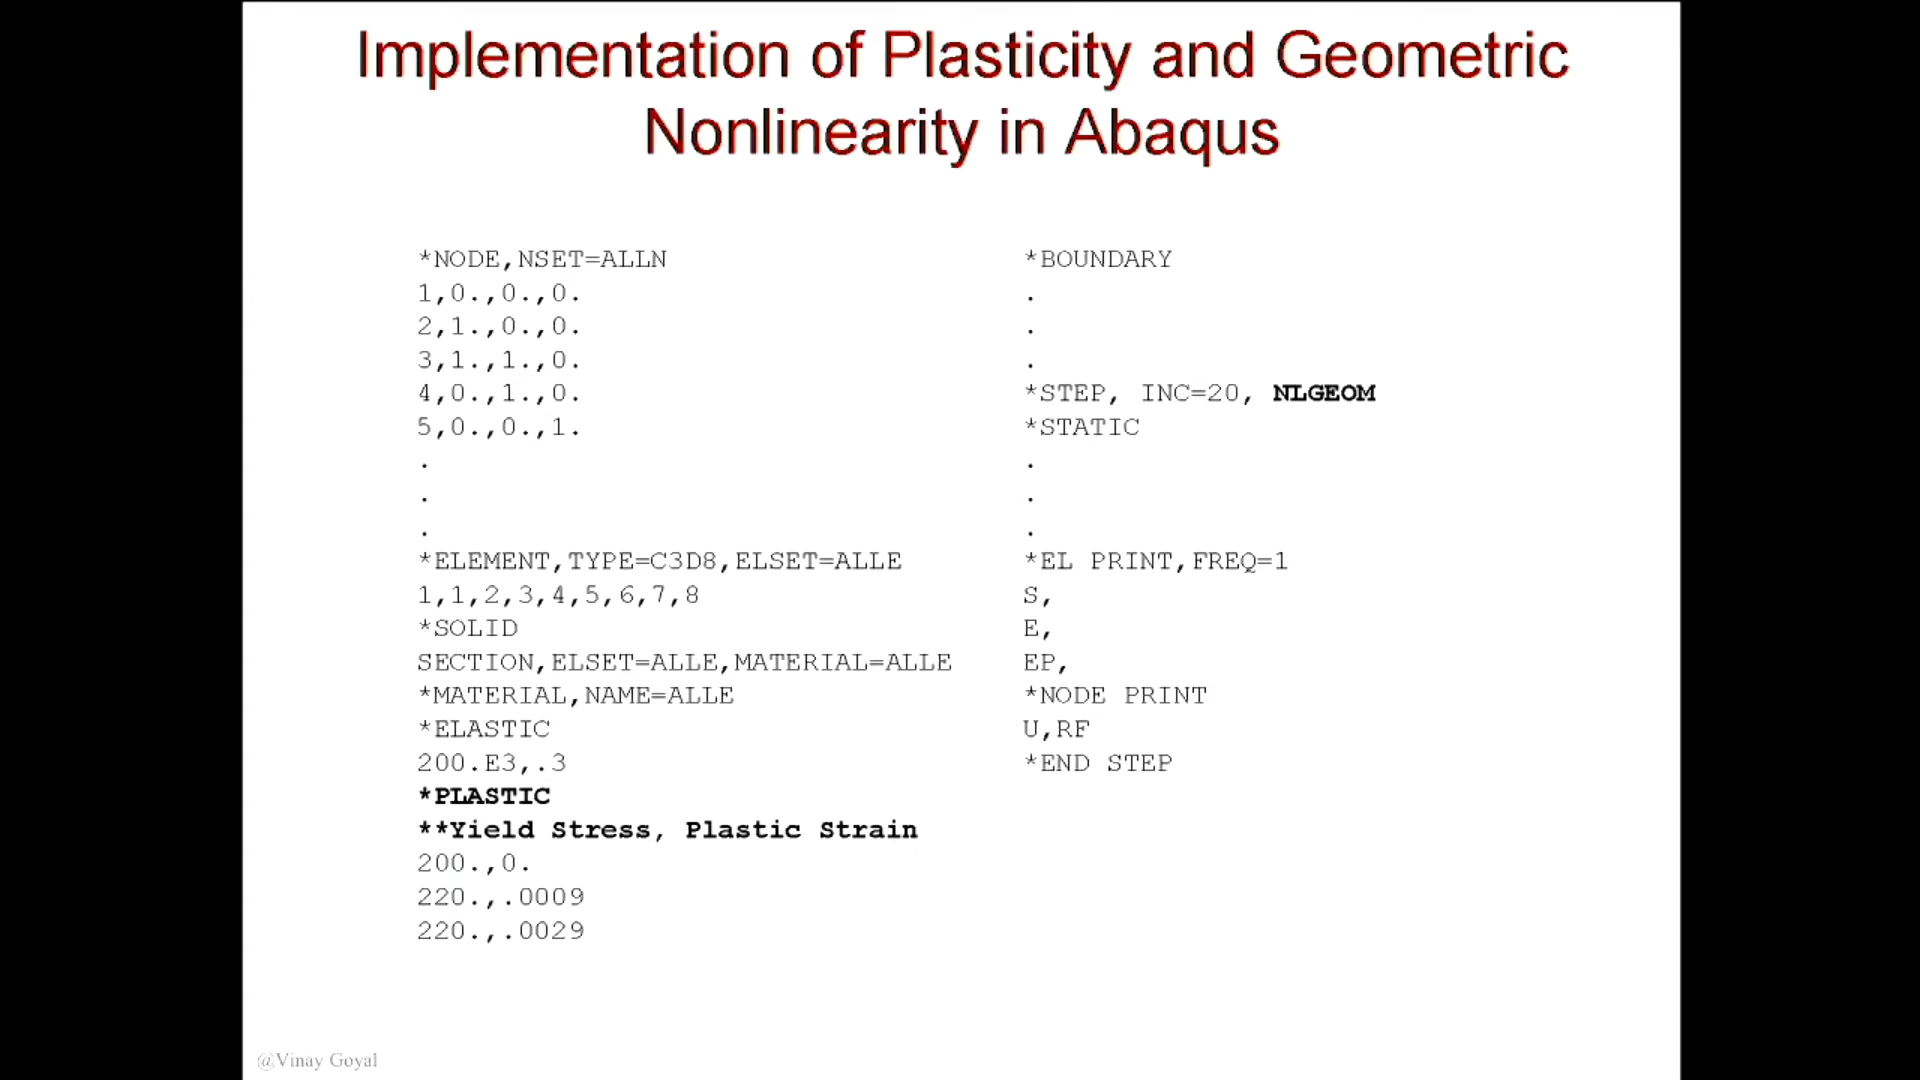 Implementation of Plasticity and Geometric
Nonlinearity in Abaqus
*NODE,NSET=ALLN
1,0.,0.,0.
2,1.,0.,0.
3,1.,1.,0.
4,0.,1.,0.
5,0.,0.,1.
.
.
.
*ELEMENT,TYPE=C3D8,ELSET=ALLE
1,1,2,3,4,5,6,7,8
*SOLID
SECTION,ELSET=ALLE,MATERIAL=ALLE
*MATERIAL,NAME=ALLE
*ELASTIC
200.E3,.3
*PLASTIC
**Yield Stress, Plastic Strain
200.,0.
220.,.0009
220.,.0029
*BOUNDARY
.
.
.
*STEP, INC=20, NLGEOM
*STATIC
.
.
.
*EL PRINT,FREQ=1
S,
E,
EP,
*NODE PRINT
U,RF
*END STEP
@Vinay Goyal